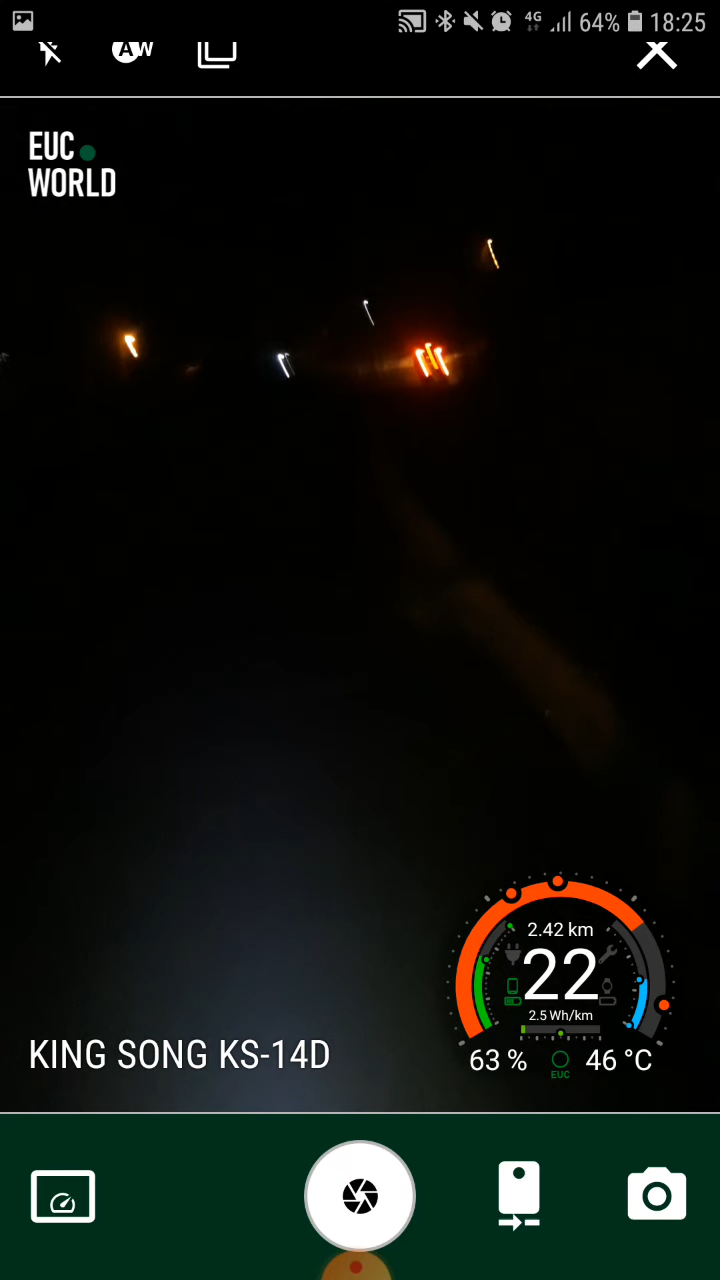 4G 64% 18:25
AW
EUC
WORLD
2.42 km
22
2.5 Wh/km
63 % 46 °C
EUC
KING SONG KS-14D